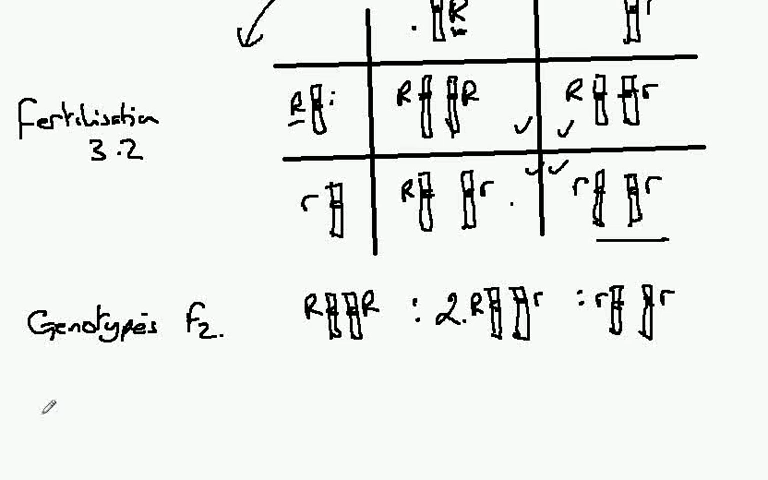 R r
R R R R r
Fertilisation
3.2
r R r r r
Genotypes F2. R R : 2. R r : r r